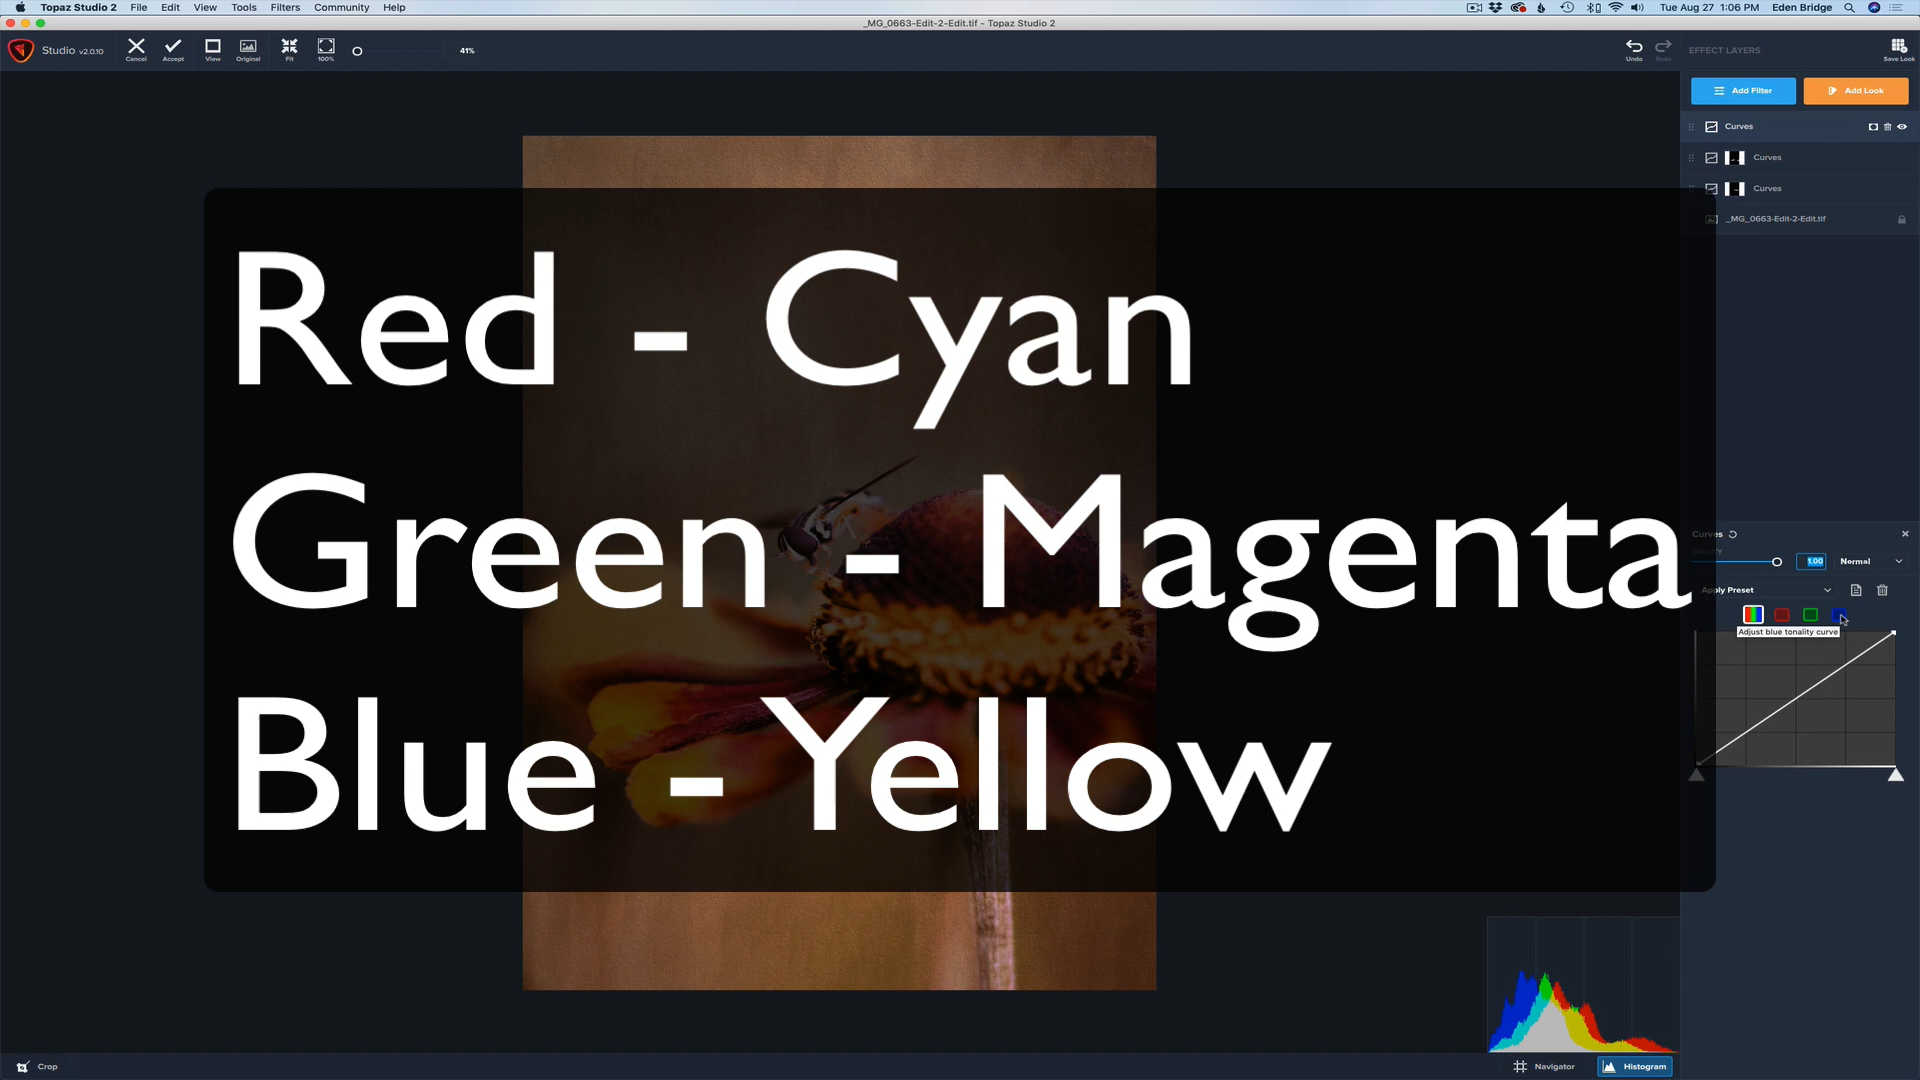 Topaz Studio 2 File Edit View Tools Filters Community Help
Tue Aug 27 1:06 PM Eden Bridge
_MG_0663-Edit-2-Edit.tif - Topaz Studio 2
Studio v2.0.10
Cancel Accept View Original Fit 100% 41%
Undo Redo
EFFECT LAYERS
Save Look
Add Filter Add Look
Curves
Curves
Curves
_MG_0663-Edit-2-Edit.tif
Red - Cyan
Green - Magenta
Blue - Yellow
Curves
1.00 Normal
Apply Preset
Adjust blue tonality curve
Crop
Navigator Histogram